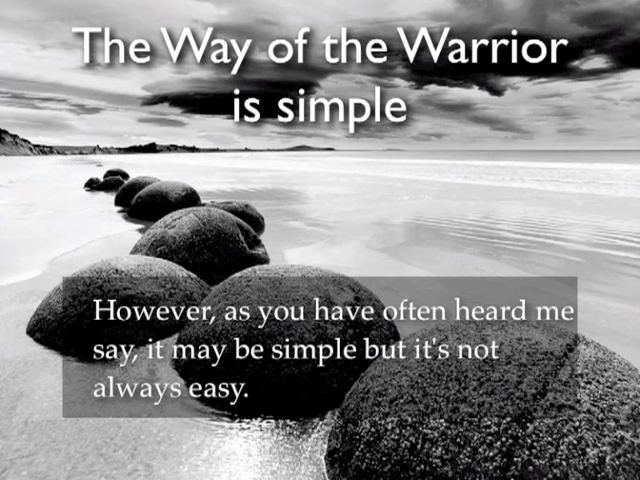 The Way of the Warrior
is simple
However, as you have often heard me
say, it may be simple but it's not
always easy.